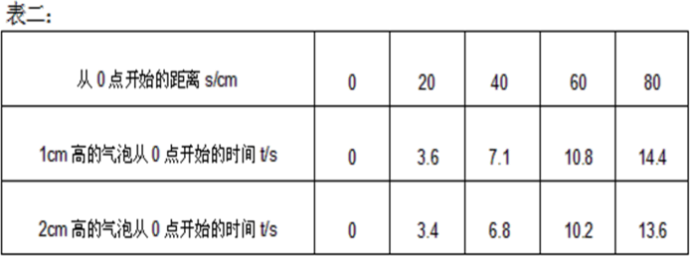 表二：
从 0 点开始的距离 s/cm 0 20 40 60 80
1cm 高的气泡从 0 点开始的时间 t/s 0 3.6 7.1 10.8 14.4
2cm 高的气泡从 0 点开始的时间 t/s 0 3.4 6.8 10.2 13.6